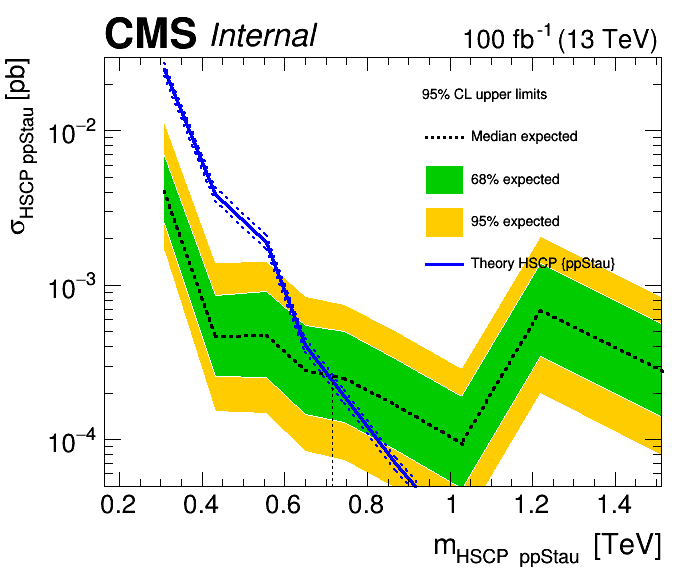 CMS Internal 100 fb⁻¹ (13 TeV)
σHSCP ppStau [pb]
95% CL upper limits
Median expected
68% expected
95% expected
Theory HSCP {ppStau}
10⁻²
10⁻³
10⁻⁴
0.2 0.4 0.6 0.8 1 1.2 1.4
mHSCP ppStau [TeV]